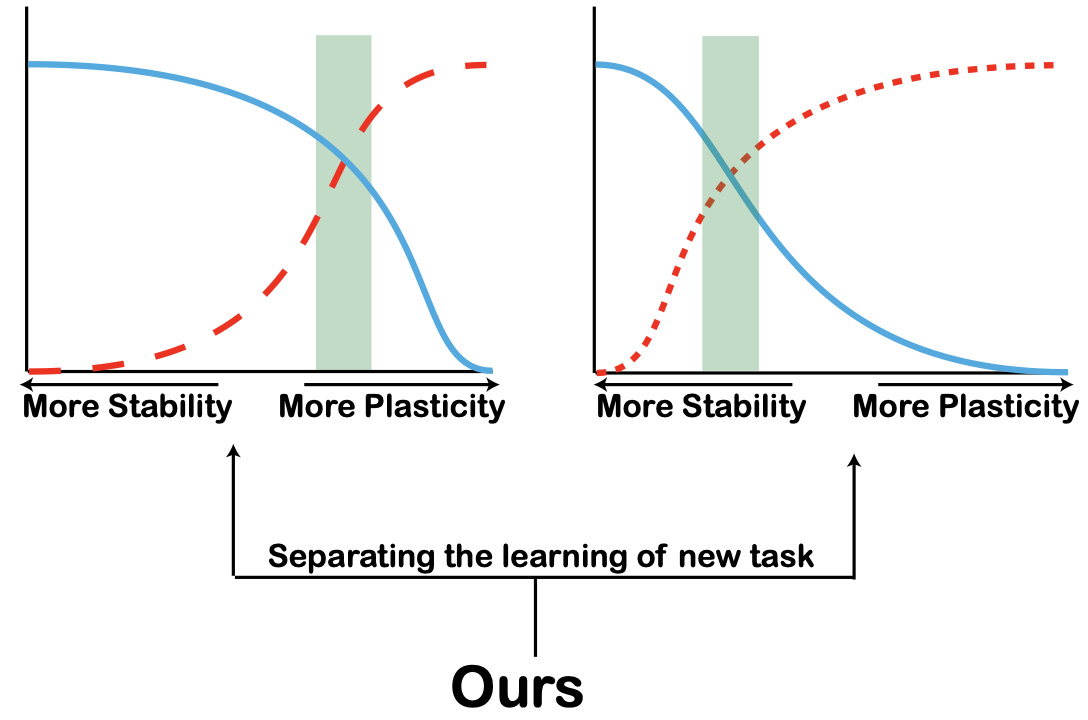 More Stability
More Plasticity
More Stability
More Plasticity
Separating the learning of new task
Ours